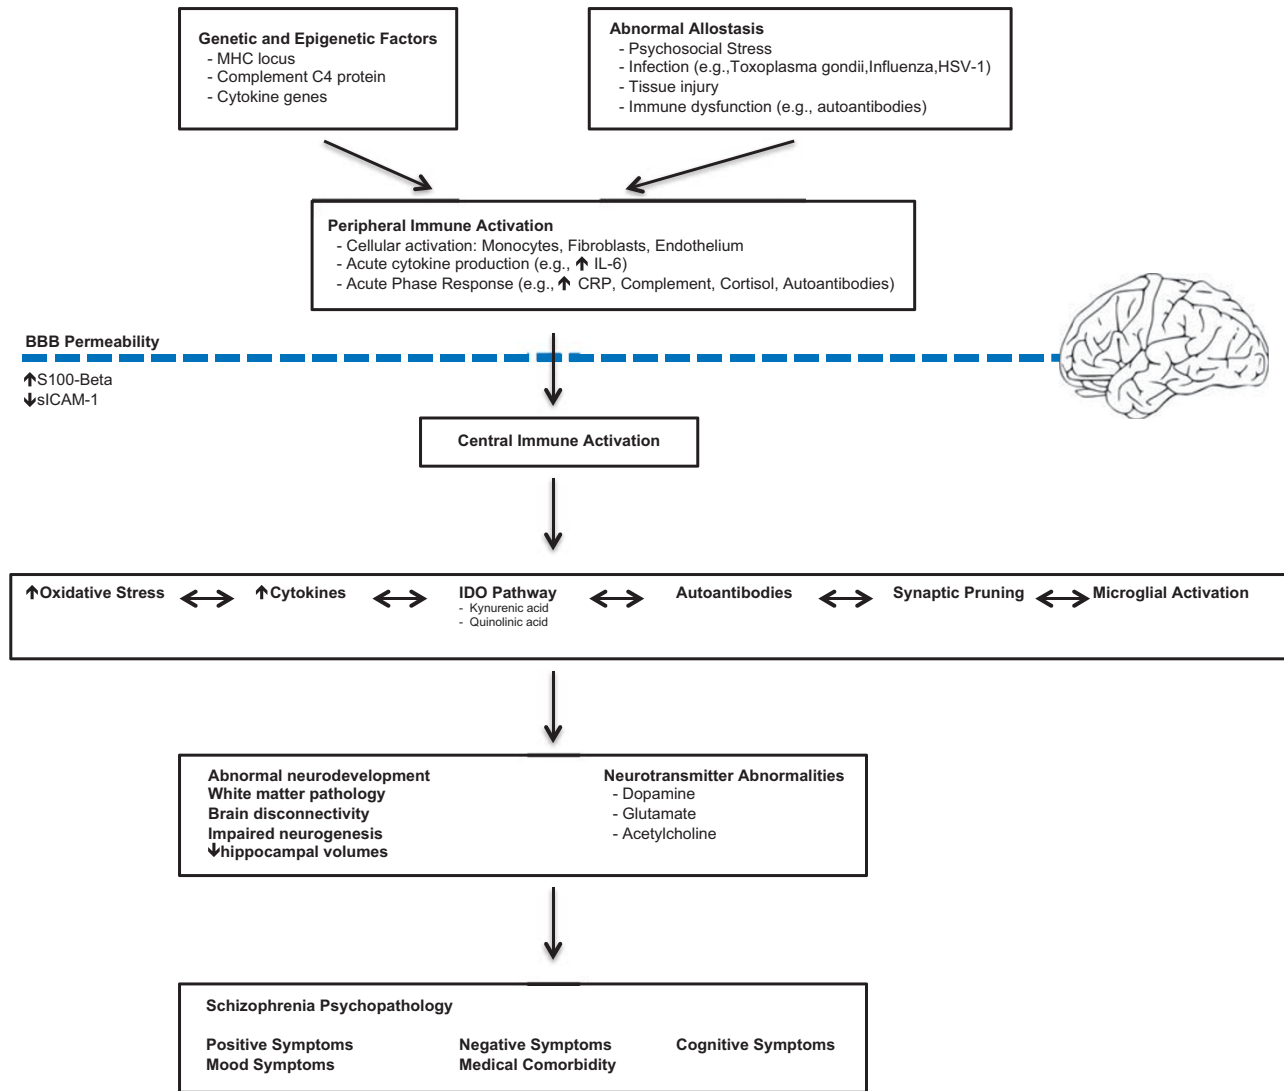 Genetic and Epigenetic Factors
- MHC locus
- Complement C4 protein
- Cytokine genes
Abnormal Allostasis
- Psychosocial Stress
- Infection (e.g.,Toxoplasma gondii,Influenza,HSV-1)
- Tissue injury
- Immune dysfunction (e.g., autoantibodies)
Peripheral Immune Activation
- Cellular activation: Monocytes, Fibroblasts, Endothelium
- Acute cytokine production (e.g., ↑ IL-6)
- Acute Phase Response (e.g., ↑ CRP, Complement, Cortisol, Autoantibodies)
BBB Permeability
↑S100-Beta
↓sICAM-1
Central Immune Activation
↑Oxidative Stress
↑Cytokines
IDO Pathway
- Kynurenic acid
- Quinolinic acid
Autoantibodies
Synaptic Pruning
Microglial Activation
Abnormal neurodevelopment
White matter pathology
Brain disconnectivity
Impaired neurogenesis
↓hippocampal volumes
Neurotransmitter Abnormalities
- Dopamine
- Glutamate
- Acetylcholine
Schizophrenia Psychopathology
Positive Symptoms
Negative Symptoms
Cognitive Symptoms
Mood Symptoms
Medical Comorbidity